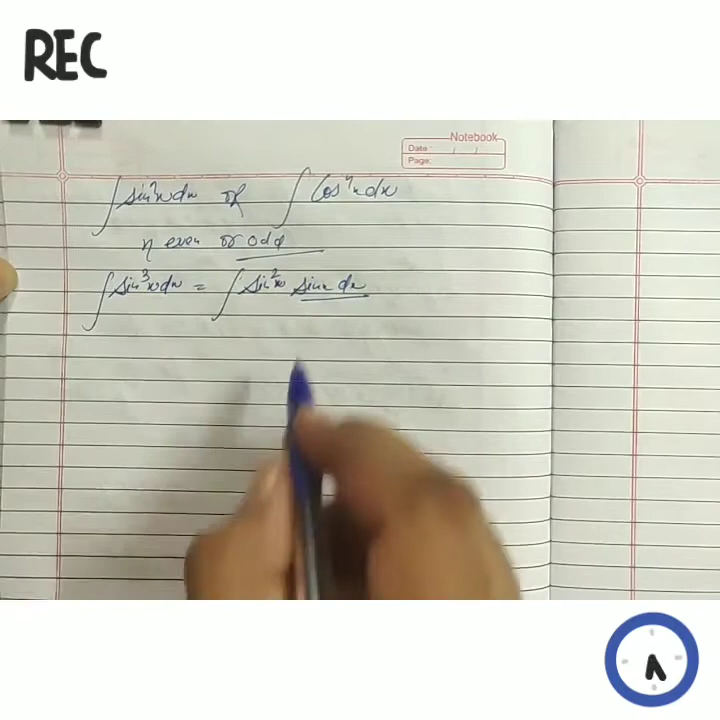 REC
Notebook
Date : / /
Page:
∫ sinⁿx dx or ∫ cosⁿx dx
n even or odd
∫ sin³x dx = ∫ sin²x sinx dx